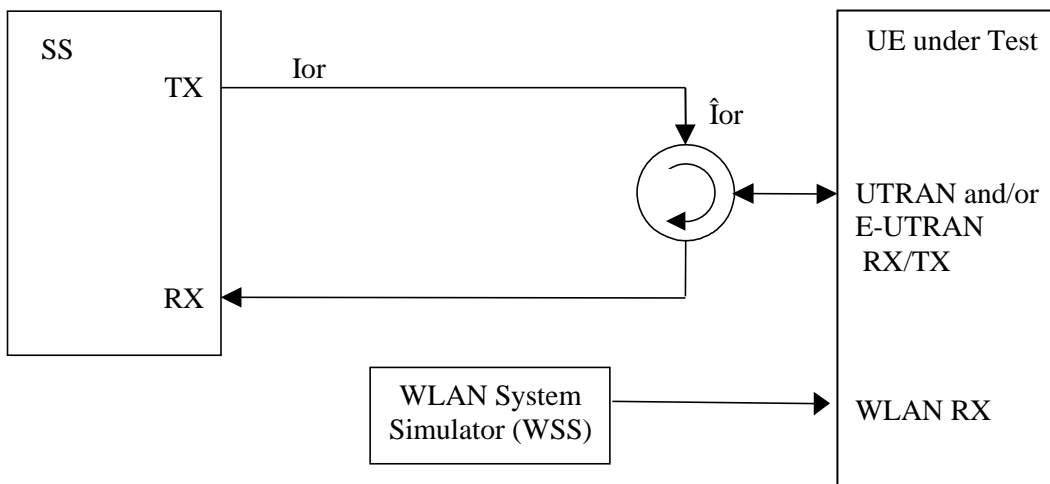 SS
TX
RX
Ior
Îor
UE under Test
UTRAN and/or
E-UTRAN
RX/TX
WLAN RX
WLAN System
Simulator (WSS)